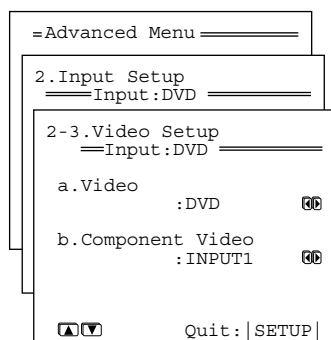 Advanced Menu
2.Input Setup
Input:DVD
2-3.Video Setup
Input:DVD
a.Video
:DVD
b.Component Video
:INPUT1
Quit:|SETUP|